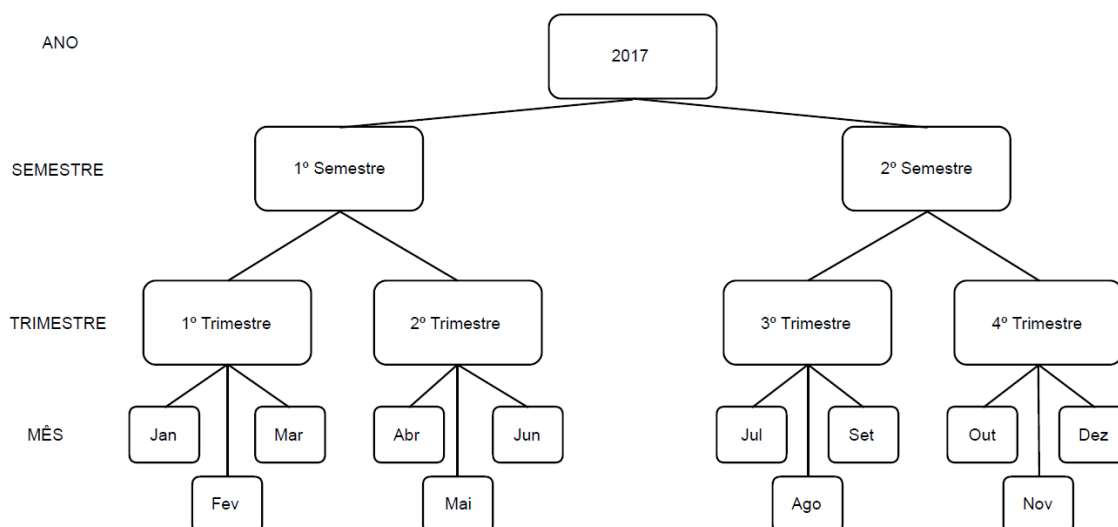 ANO
2017
SEMESTRE
1º Semestre
2º Semestre
TRIMESTRE
1º Trimestre
2º Trimestre
3º Trimestre
4º Trimestre
MÊS
Jan
Mar
Abr
Jun
Jul
Set
Out
Dez
Fev
Mai
Ago
Nov